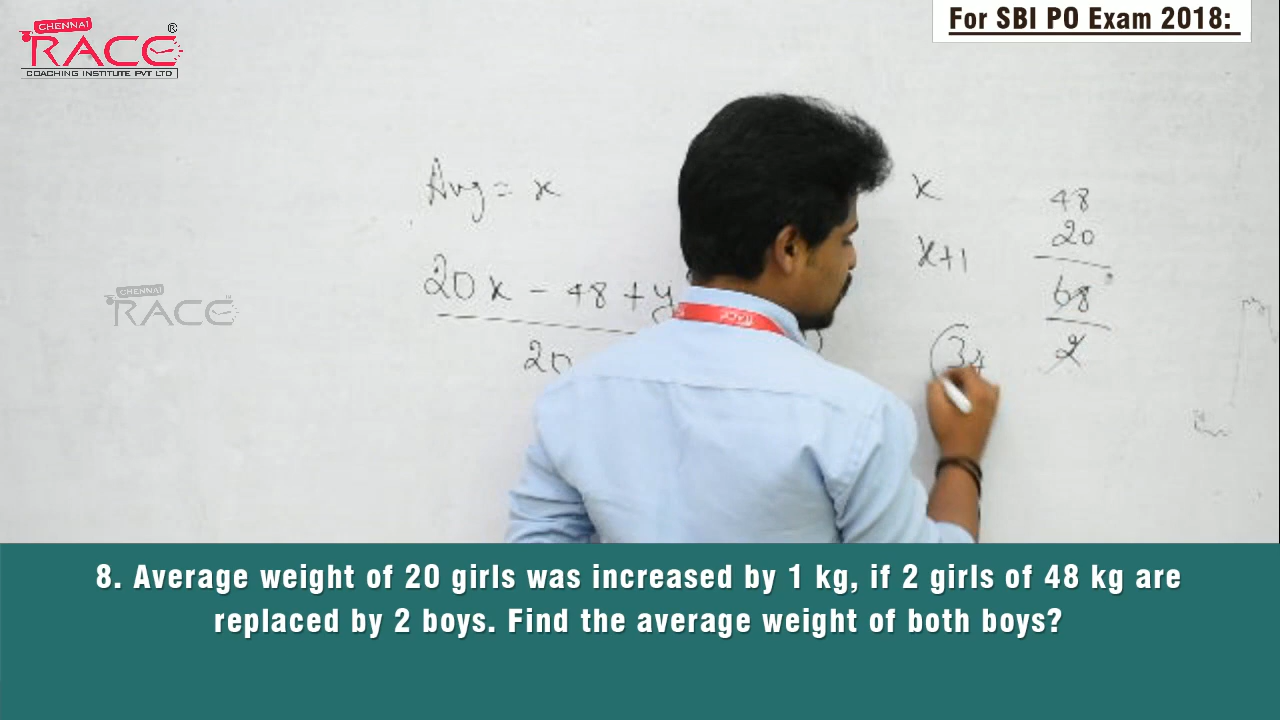 CHENNAI
RACE®
COACHING INSTITUTE PVT LTD
For SBI PO Exam 2018:
Avg = x
x
48
20
x+1
20x - 48 + y
68
20
(34
2
CHENNAI
RACE
8. Average weight of 20 girls was increased by 1 kg, if 2 girls of 48 kg are
replaced by 2 boys. Find the average weight of both boys?